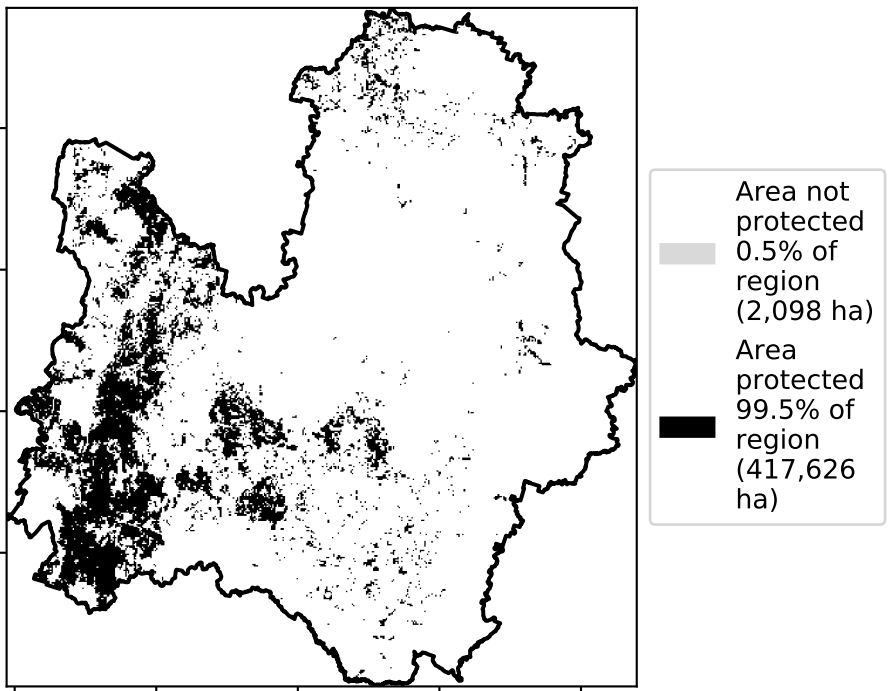 Area not
protected
0.5% of
region
(2,098 ha)
Area
protected
99.5% of
region
(417,626
ha)